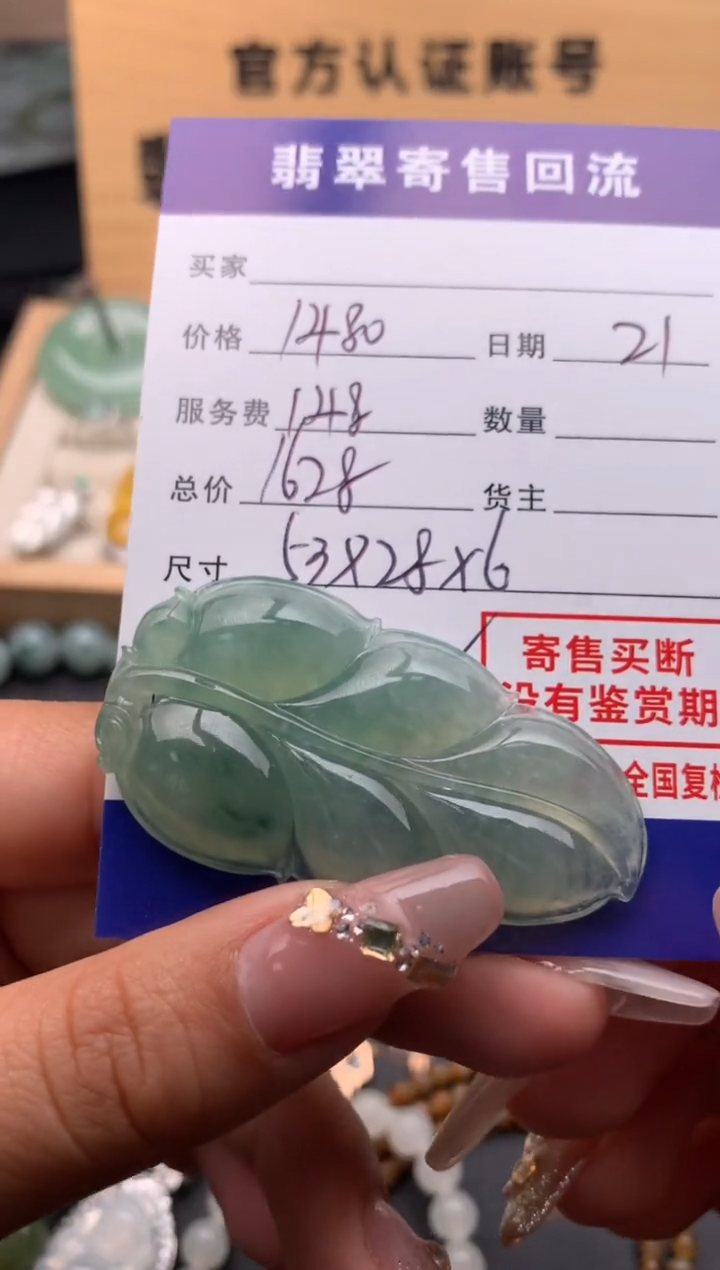 官方认证账号
翡翠寄售回流
买家
价格 1480 日期 21
服务费 148 数量
总价 1628 货主
尺寸 53X28X6
寄售买断
没有鉴赏期
全国复检